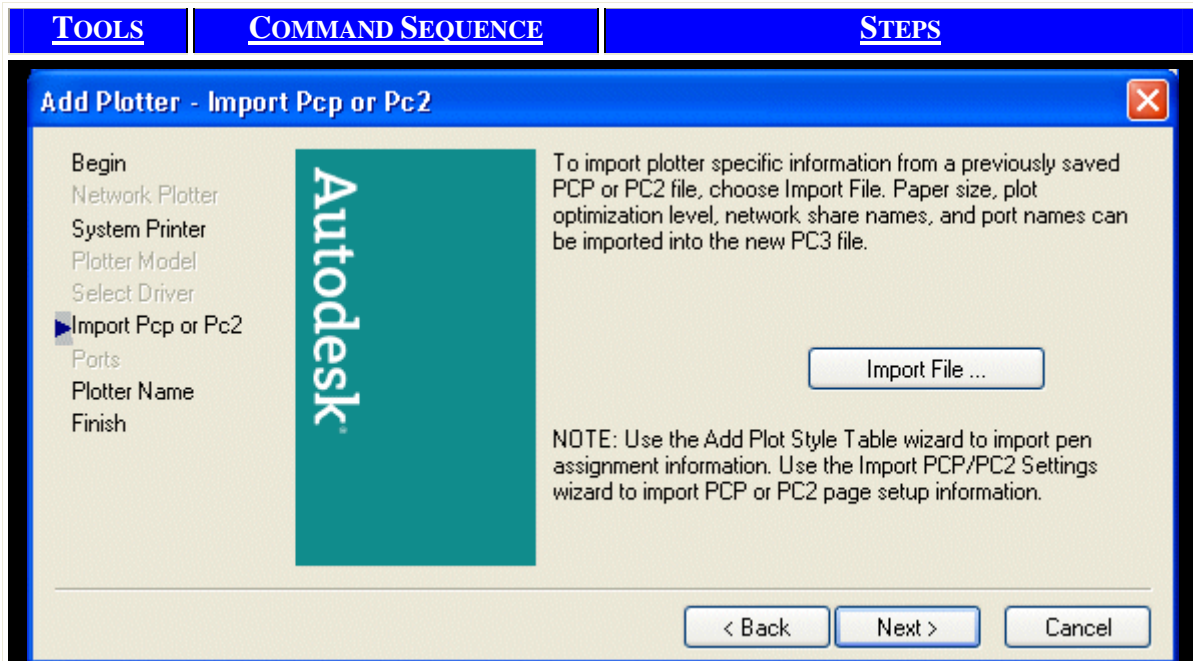 TOOLS COMMAND SEQUENCE STEPS
Add Plotter - Import Pcp or Pc2
Begin
Network Plotter
System Printer
Plotter Model
Select Driver
Import Pcp or Pc2
Ports
Plotter Name
Finish
Autodesk
To import plotter specific information from a previously saved
PCP or PC2 file, choose Import File. Paper size, plot
optimization level, network share names, and port names can
be imported into the new PC3 file.
Import File ...
NOTE: Use the Add Plot Style Table wizard to import pen
assignment information. Use the Import PCP/PC2 Settings
wizard to import PCP or PC2 page setup information.
< Back Next > Cancel